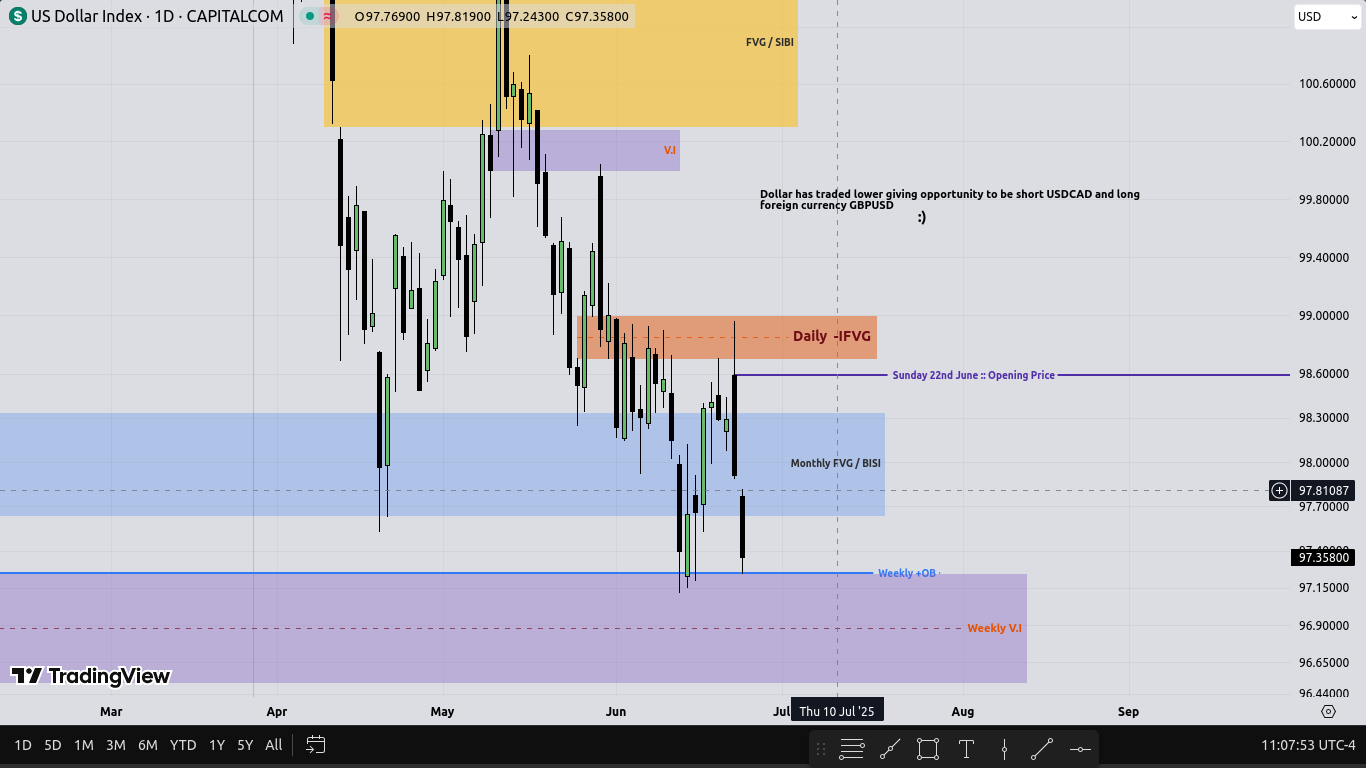 US Dollar Index · 1D · CAPITALCOM
O97.76900 H97.81900 L97.24300 C97.35800
USD
FVG / SIBI
100.60000
100.20000
V.I
Dollar has traded lower giving opportunity to be short USDCAD and long
foreign currency GBPUSD
:)
99.80000
99.40000
99.00000
Daily -IFVG
98.60000
Sunday 22nd June :: Opening Price
98.30000
Monthly FVG / BISI
98.00000
97.81087
97.70000
97.35800
Weekly +OB
97.15000
Weekly V.I
96.90000
96.65000
TradingView
96.44000
Mar Apr May Jun Jul Thu 10 Jul '25 Aug Sep
1D 5D 1M 3M 6M YTD 1Y 5Y All
11:07:53 UTC-4